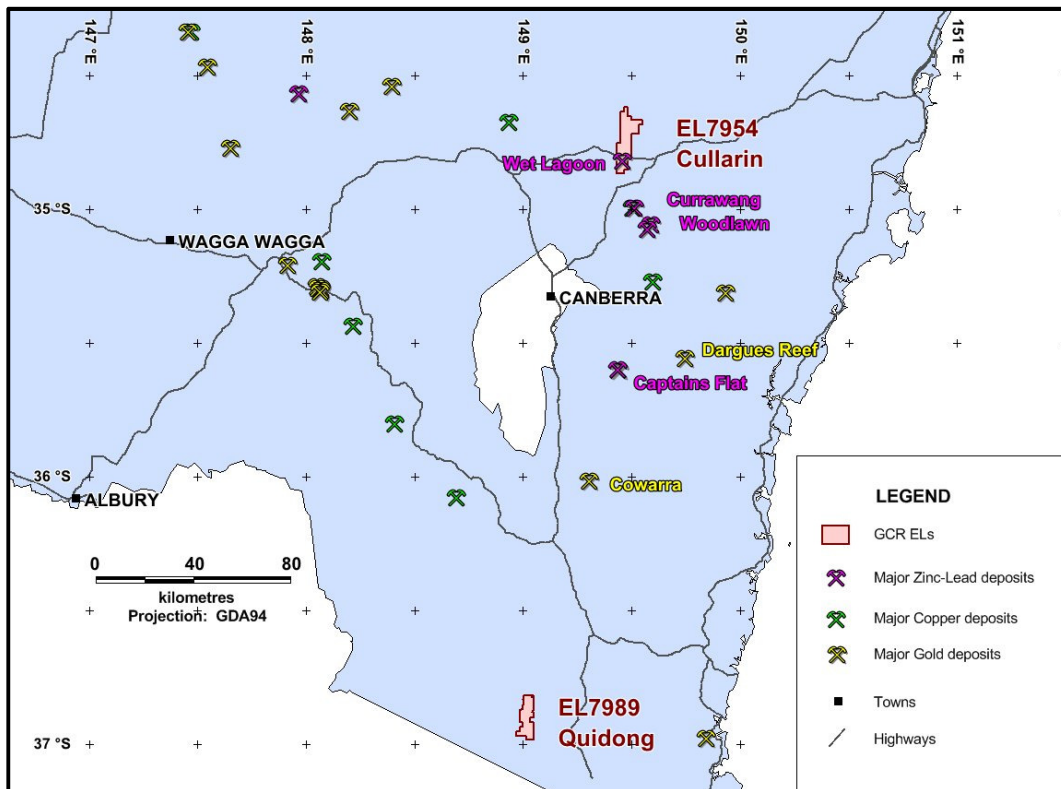 147 °E
148 °E
149 °E
150 °E
151 °E
EL7954
Cullarin
Wet Lagoon
Currawang
Woodlawn
35 °S
WAGGA WAGGA
CANBERRA
Dargues Reef
Captains Flat
36 °S
Cowarra
ALBURY
0 40 80
kilometres
Projection: GDA94
EL7989
Quidong
37 °S
LEGEND
GCR ELs
Major Zinc-Lead deposits
Major Copper deposits
Major Gold deposits
Towns
Highways